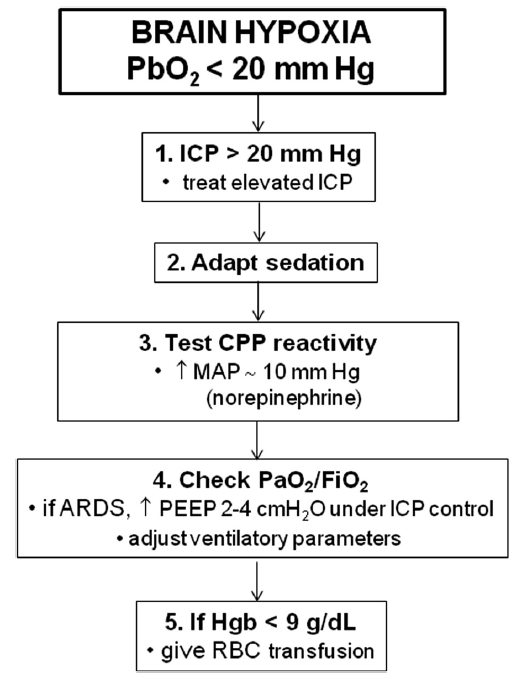 BRAIN HYPOXIA
PbO₂ < 20 mm Hg
1. ICP > 20 mm Hg
• treat elevated ICP
2. Adapt sedation
3. Test CPP reactivity
• ↑ MAP ~ 10 mm Hg
(norepinephrine)
4. Check PaO₂/FiO₂
• if ARDS, ↑ PEEP 2-4 cmH₂O under ICP control
• adjust ventilatory parameters
5. If Hgb < 9 g/dL
• give RBC transfusion